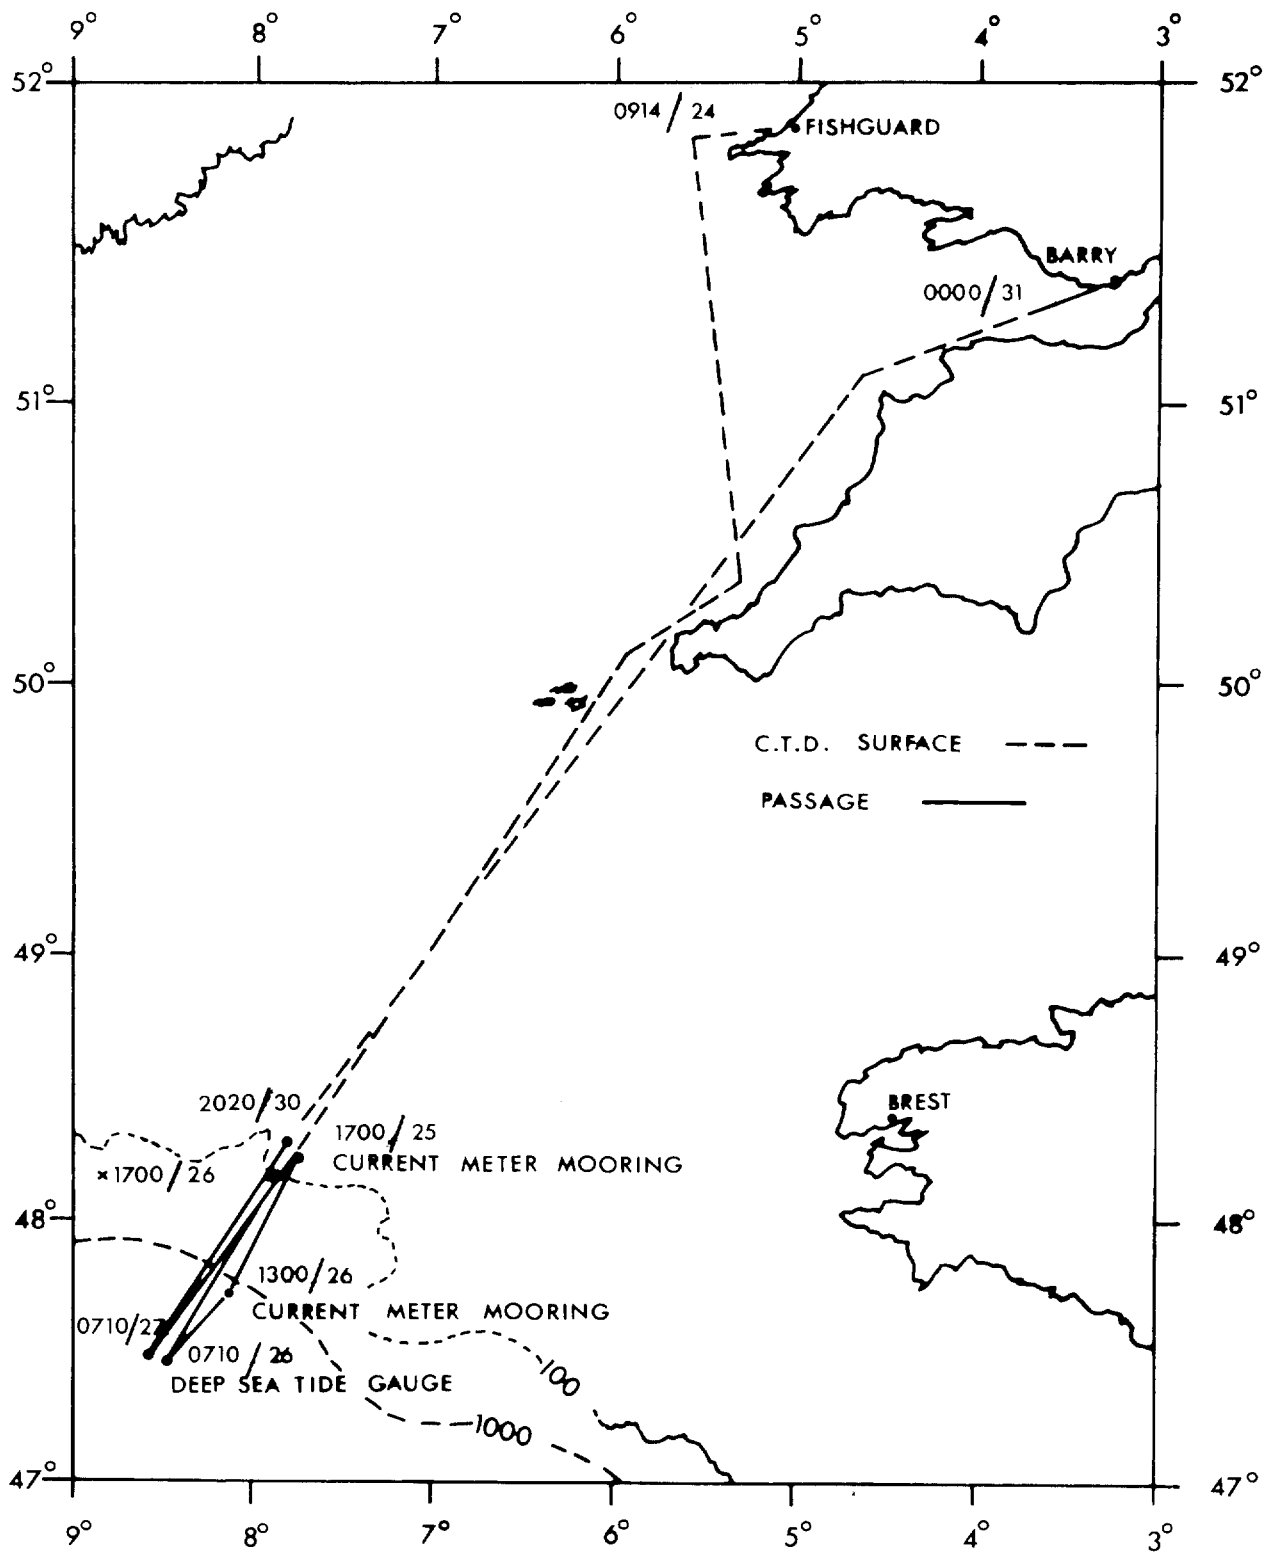 9° 8° 7° 6° 5° 4° 3°
52° 52°
0914/24
FISHGUARD
BARRY
0000/31
51° 51°
50° 50°
C.T.D. SURFACE
PASSAGE
49° 49°
BREST
2020/30
1700/25
CURRENT METER MOORING
×1700/26
48° 48°
1300/26
CURRENT METER MOORING
0710/27
0710/26
DEEP SEA TIDE GAUGE
100
1000
47° 47°
9° 8° 7° 6° 5° 4° 3°